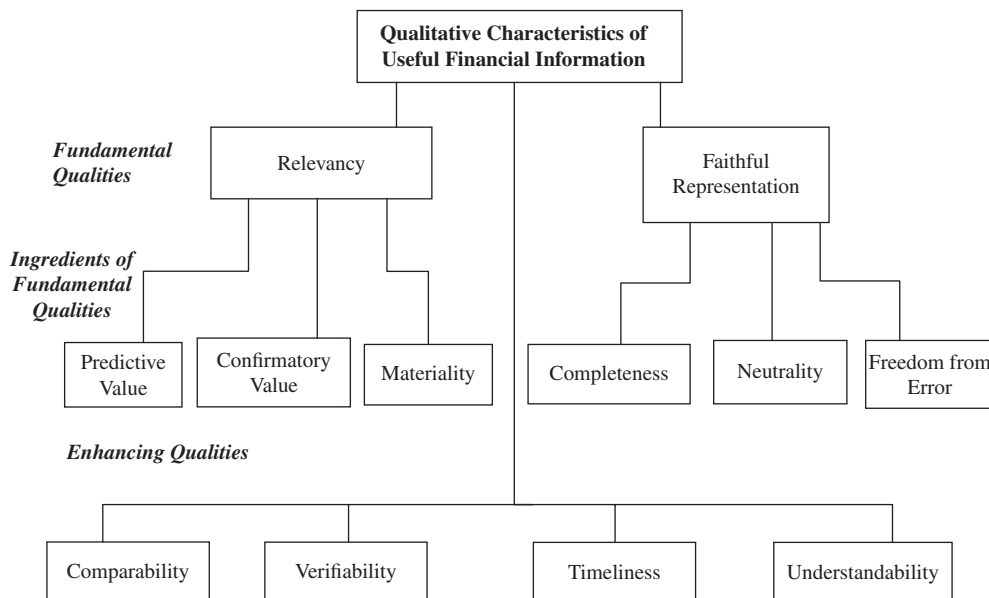 Qualitative Characteristics of
Useful Financial Information
Fundamental
Qualities
Relevancy
Faithful
Representation
Ingredients of
Fundamental
Qualities
Predictive
Value
Confirmatory
Value
Materiality
Completeness
Neutrality
Freedom from
Error
Enhancing Qualities
Comparability
Verifiability
Timeliness
Understandability